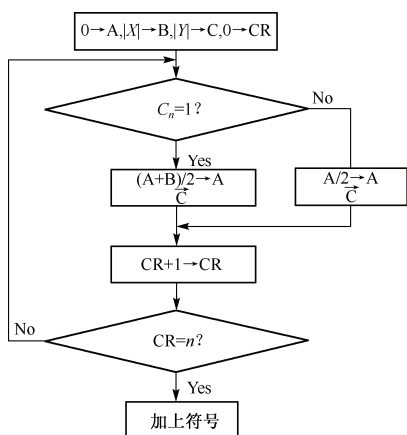 0→A,|X|→B,|Y|→C,0→CR
Cₙ=1?
No
Yes
(A+B)/2→A
C⃗
A/2→A
C⃗
CR+1→CR
CR=n?
No
Yes
加上符号